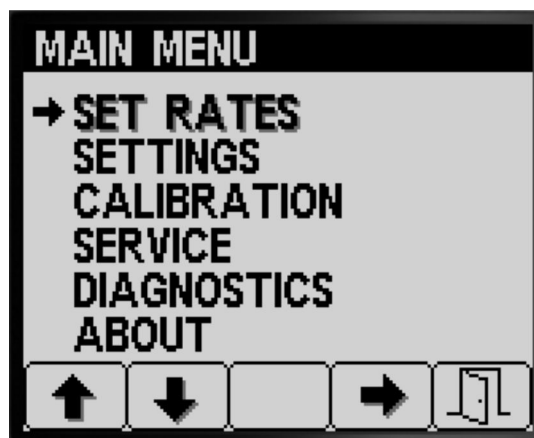 MAIN MENU
SET RATES
SETTINGS
CALIBRATION
SERVICE
DIAGNOSTICS
ABOUT